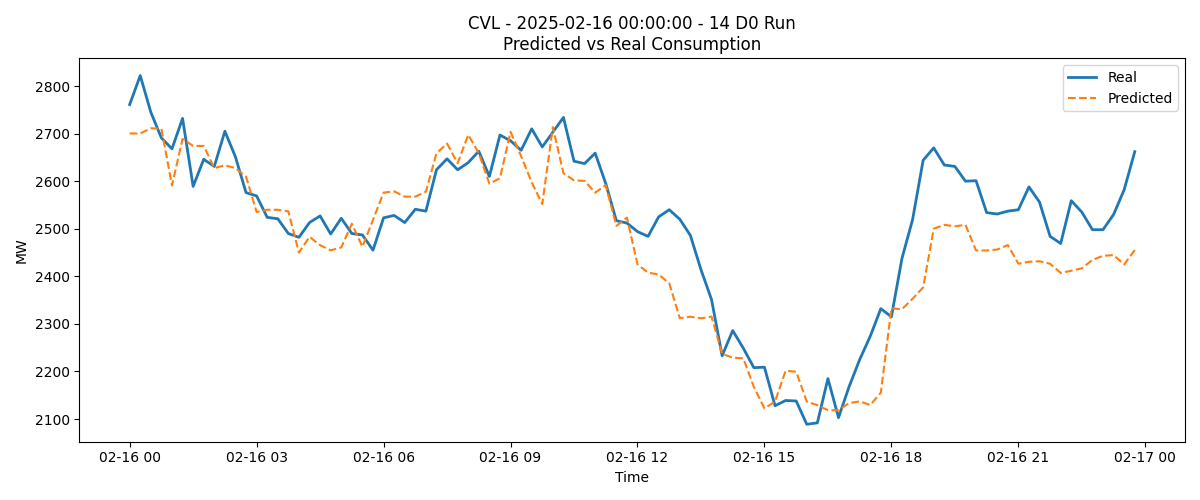 CVL - 2025-02-16 00:00:00 - 14 D0 Run
Predicted vs Real Consumption
Real
Predicted
MW
2800
2700
2600
2500
2400
2300
2200
2100
02-16 00
02-16 03
02-16 06
02-16 09
02-16 12
02-16 15
02-16 18
02-16 21
02-17 00
Time